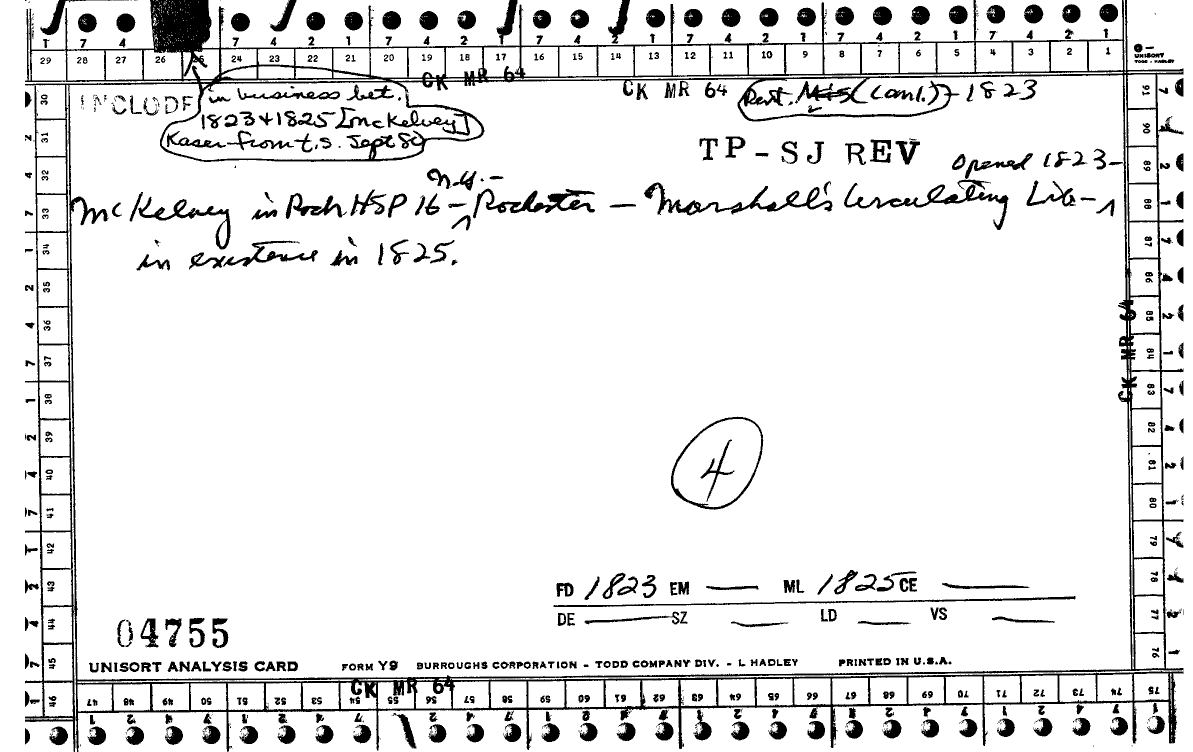 1 7 4 7 4 2 1 7 4 2 1 7 4 2 1 7 4 2 1 7 4 2 1
29 28 27 26 25 24 23 22 21 20 19 18 17 16 15 14 13 12 11 10 9 8 7 6 5 4 3 2 1
UNISORT
TODD - HADLEY
CK MR 64
INCLUDE in business bet. CK MR 64 (Cont.) - 1823
1823 + 1825 [McKelvey]
Kaser from t.s. Sept 80
TP - SJ REV
Opened 1823 -
N.Y. -
McKelvey in Roch HSP 16 - Rochester - Marshall's Circulating Lib -
in existence in 1825.
30 31 32 33 34 35 36 37 38 39 40 41 42 43 44 45 46
91 90 89 88 87 86 85 84 83 82 81 80 79 78 77 76 75
CK MR 64
4
FD 1823 EM — ML 1825 CE —
DE — SZ — LD — VS —
04755
UNISORT ANALYSIS CARD FORM Y9 BURROUGHS CORPORATION - TODD COMPANY DIV. - L HADLEY PRINTED IN U.S.A.
CK MR 64
47 48 49 50 51 52 53 54 55 56 57 58 59 60 61 62 63 64 65 66 67 68 69 70 71 72 73 74